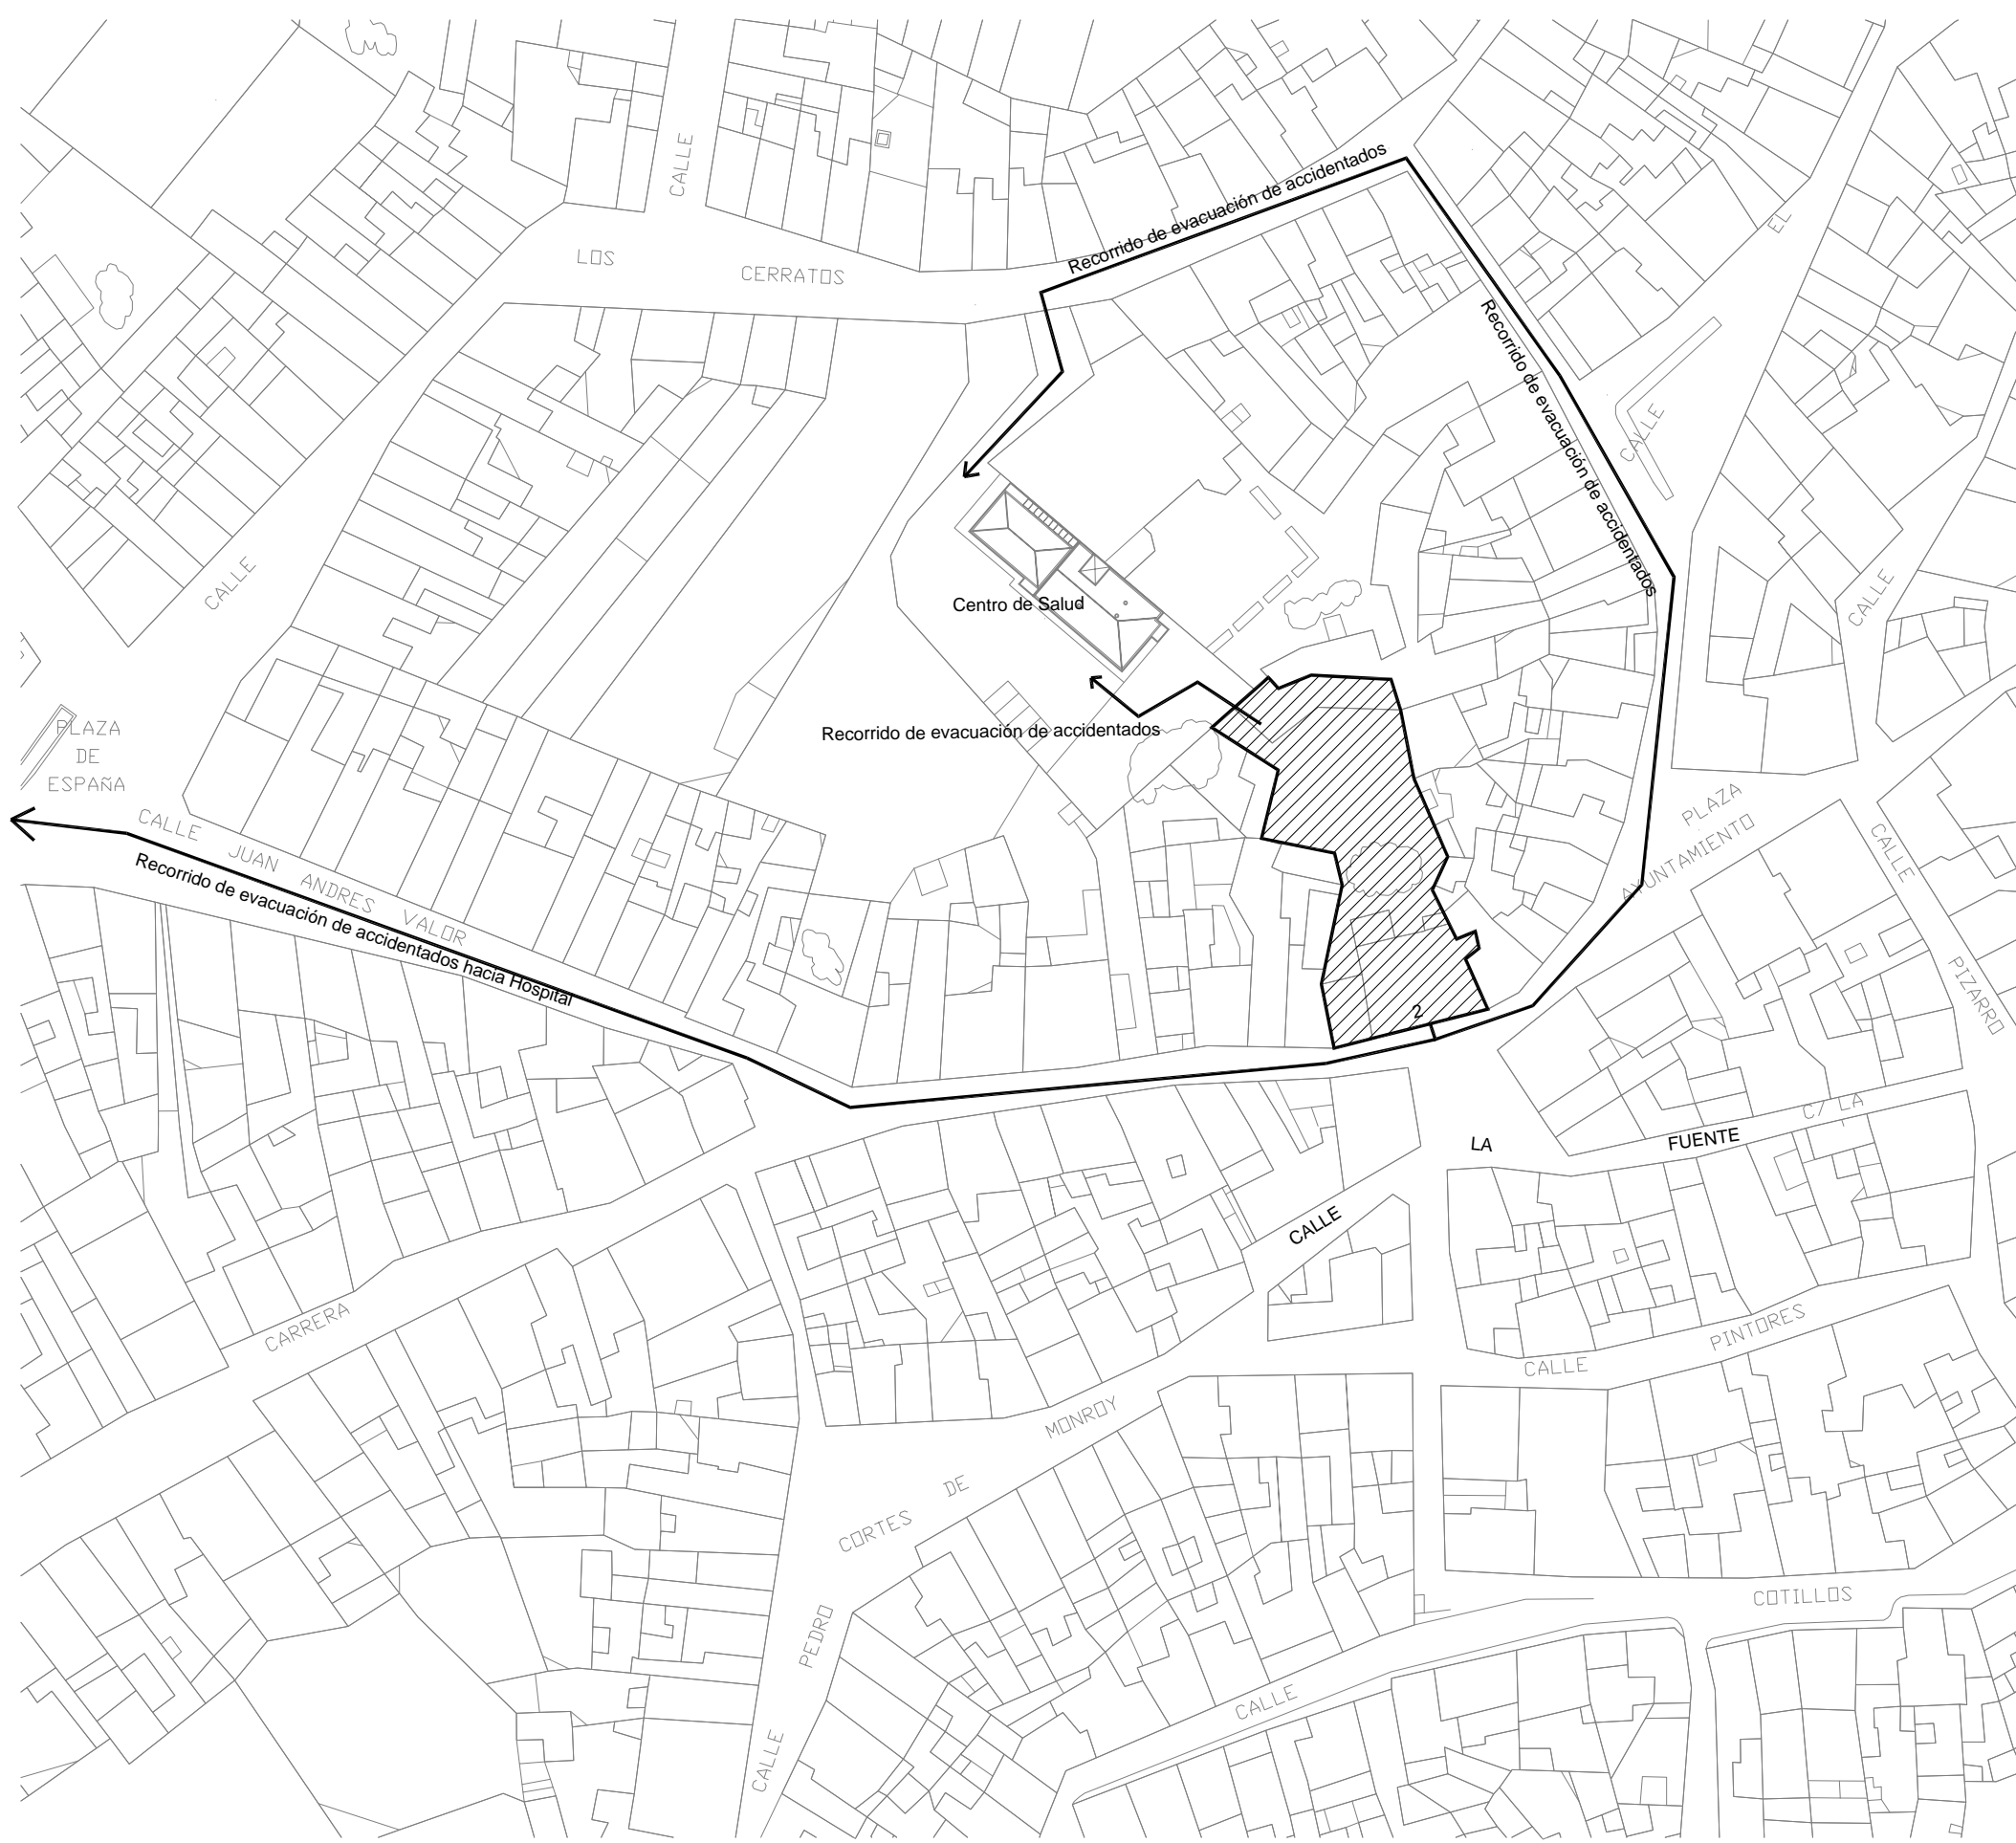 CALLE
Recorrido de evacuación de accidentados
EL
LOS
CERRATOS
Recorrido de evacuación de accidentados
CALLE
CALLE
CALLE
Centro de Salud
Recorrido de evacuación de accidentados
PLAZA
DE
ESPAÑA
PLAZA
AYUNTAMIENTO
CALLE JUAN ANDRES VALOR
Recorrido de evacuación de accidentados hacia Hospital
CALLE
PIZARRO
2
C/ LA
LA
FUENTE
CALLE
CARRERA
CALLE
PINTORES
MONROY
DE
CORTES
COTILLOS
PEDRO
CALLE
CALLE